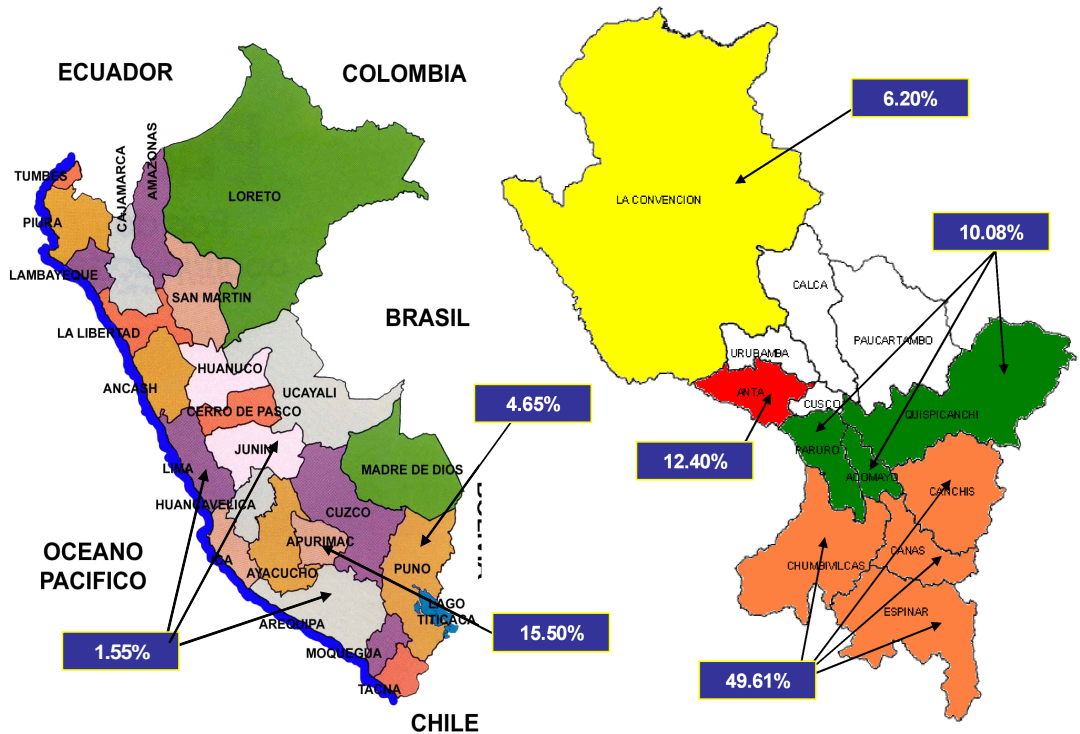 ECUADOR
COLOMBIA
TUMBES
PIURA
LAMBAYEQUE
CAJAMARCA
AMAZONAS
LORETO
SAN MARTIN
LA LIBERTAD
BRASIL
HUANUCO
UCAYALI
ANCASH
CERRO DE PASCO
JUNIN
LIMA
MADRE DE DIOS
HUANCAVELICA
CUZCO
OCEANO
PACIFICO
ICA
APURIMAC
AYACUCHO
PUNO
LAGO
TITICACA
AREQUIPA
MOQUEGUA
TACNA
CHILE
4.65%
15.50%
1.55%
LA CONVENCION
6.20%
10.08%
CALCA
PAUCARTAMBO
URUBAMBA
ANTA
CUSCO
QUISPICANCHI
12.40%
PARURO
ACOMAYO
CANCHIS
CANAS
CHUMBIVILCAS
ESPINAR
49.61%